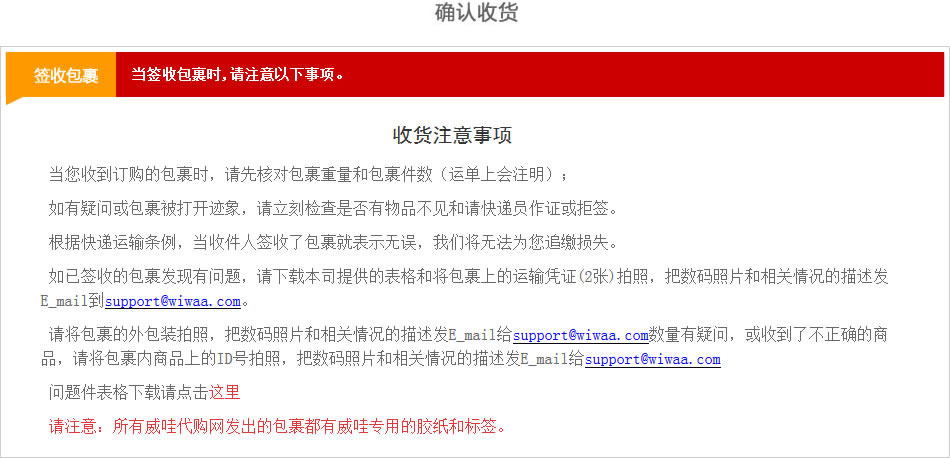 确认收货
签收包裹 当签收包裹时,请注意以下事项。
收货注意事项
当您收到订购的包裹时，请先核对包裹重量和包裹件数（运单上会注明）；
如有疑问或包裹被打开迹象，请立刻检查是否有物品不见和请快递员作证或拒签。
根据快递运输条例，当收件人签收了包裹就表示无误，我们将无法为您追缴损失。
如已签收的包裹发现有问题，请下载本司提供的表格和将包裹上的运输凭证(2张)拍照，把数码照片和相关情况的描述发
E_mail到support@wiwaa.com。
请将包裹的外包装拍照，把数码照片和相关情况的描述发E_mail给support@wiwaa.com数量有疑问，或收到了不正确的商
品，请将包裹内商品上的ID号拍照，把数码照片和相关情况的描述发E_mail给support@wiwaa.com
问题件表格下载请点击这里
请注意：所有威哇代购网发出的包裹都有威哇专用的胶纸和标签。